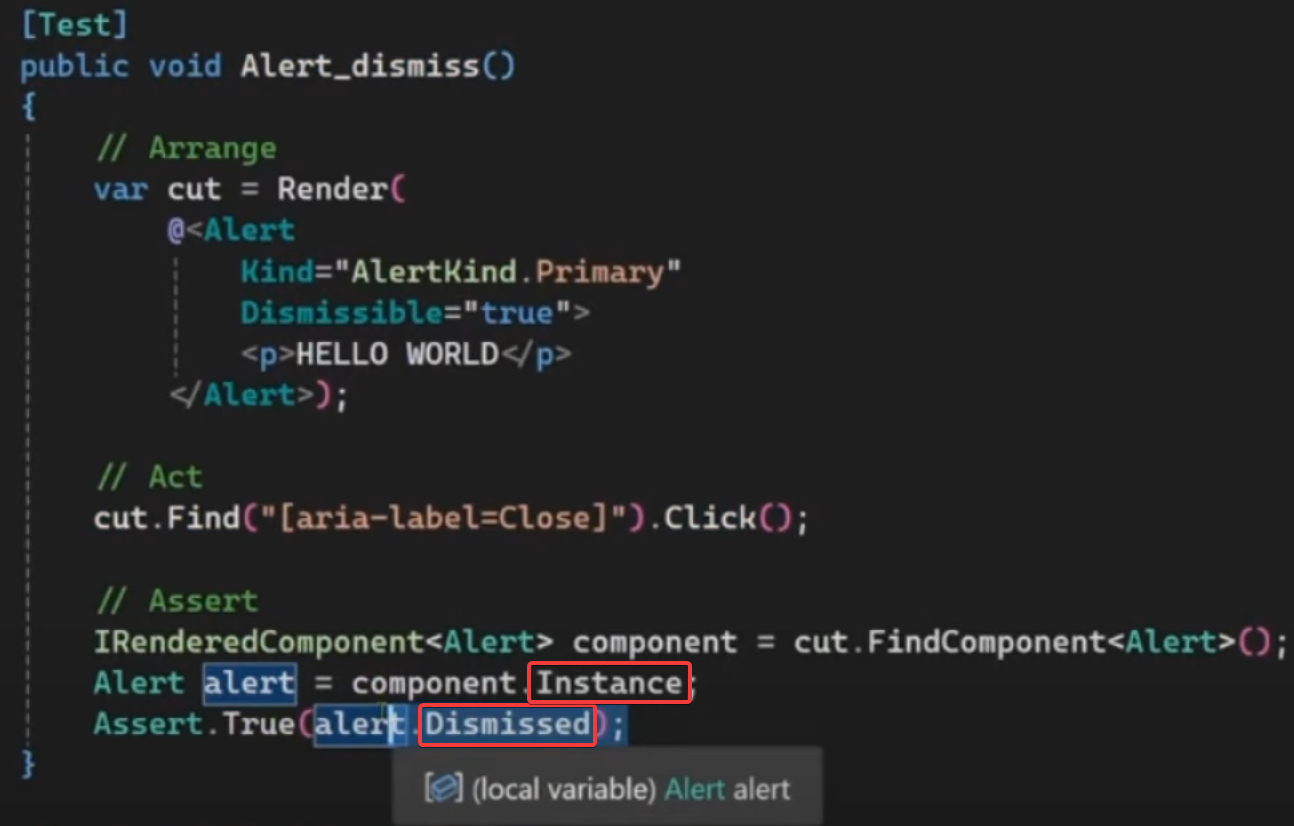 [Test]
public void Alert_dismiss()
{
    // Arrange
    var cut = Render(
        @<Alert
            Kind="AlertKind.Primary"
            Dismissible="true">
            <p>HELLO WORLD</p>
        </Alert>);
    // Act
    cut.Find("[aria-label=Close]").Click();
    // Assert
    IRenderedComponent<Alert> component = cut.FindComponent<Alert>();
    Alert alert = component.Instance;
    Assert.True(alert.Dismissed);
}
(local variable) Alert alert